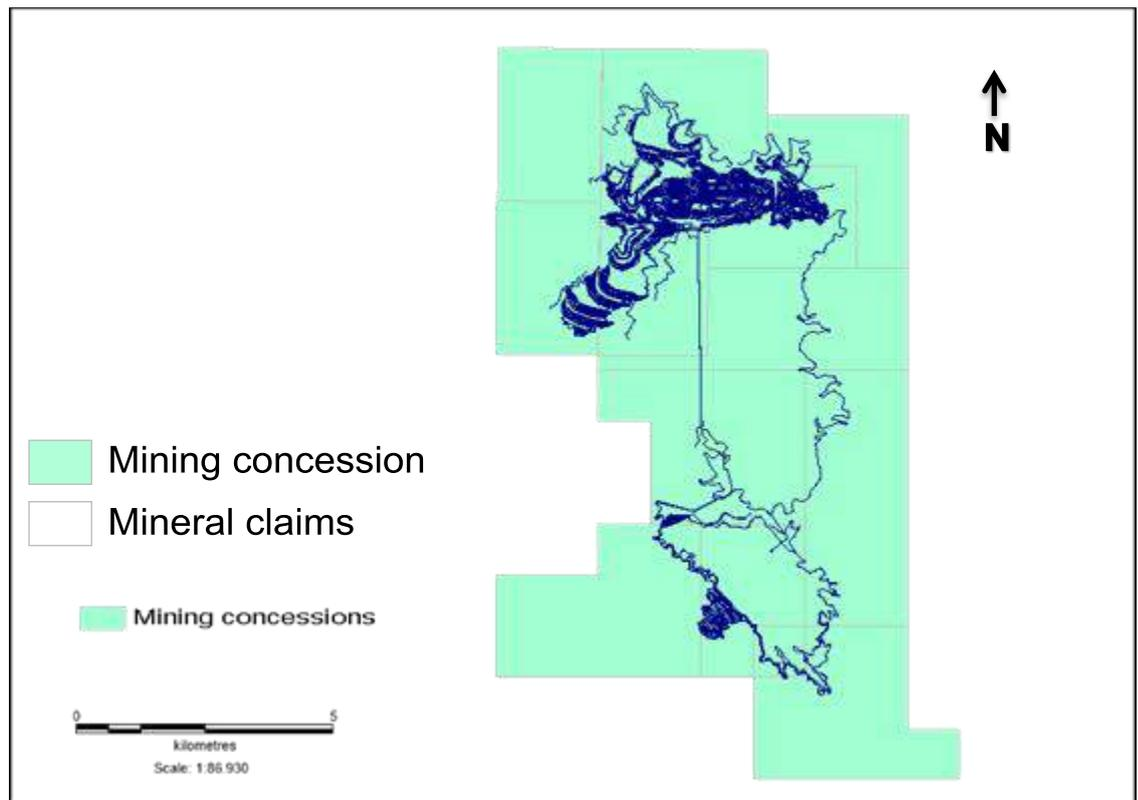 N
Mining concession
Mineral claims
Mining concessions
0 5
kilometres
Scale: 1:86.930